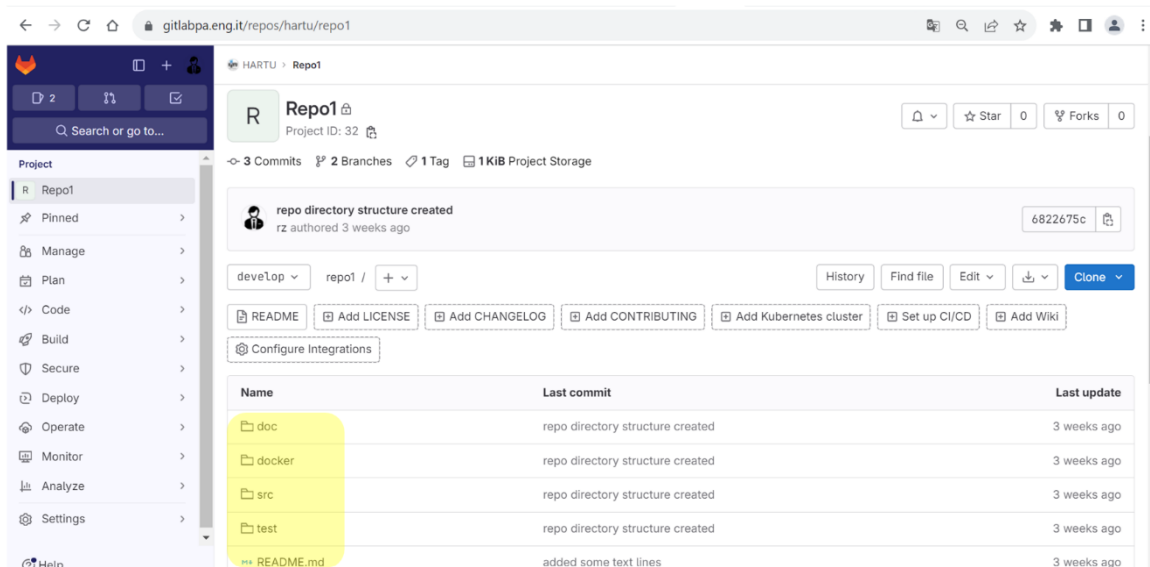 gitlabpa.eng.it/repos/hartu/repo1
HARTU > Repo1
2
Search or go to...
Project
R Repo1
Pinned
Manage
Plan
Code
Build
Secure
Deploy
Operate
Monitor
Analyze
Settings
Help
R
Repo1
Project ID: 32
Star 0
Forks 0
3 Commits 2 Branches 1 Tag 1 KiB Project Storage
repo directory structure created
rz authored 3 weeks ago
6822675c
develop repo1 / +
History Find file Edit Clone
README Add LICENSE Add CHANGELOG Add CONTRIBUTING Add Kubernetes cluster Set up CI/CD Add Wiki
Configure Integrations
Name Last commit Last update
doc repo directory structure created 3 weeks ago
docker repo directory structure created 3 weeks ago
src repo directory structure created 3 weeks ago
test repo directory structure created 3 weeks ago
README.md added some text lines 3 weeks ago